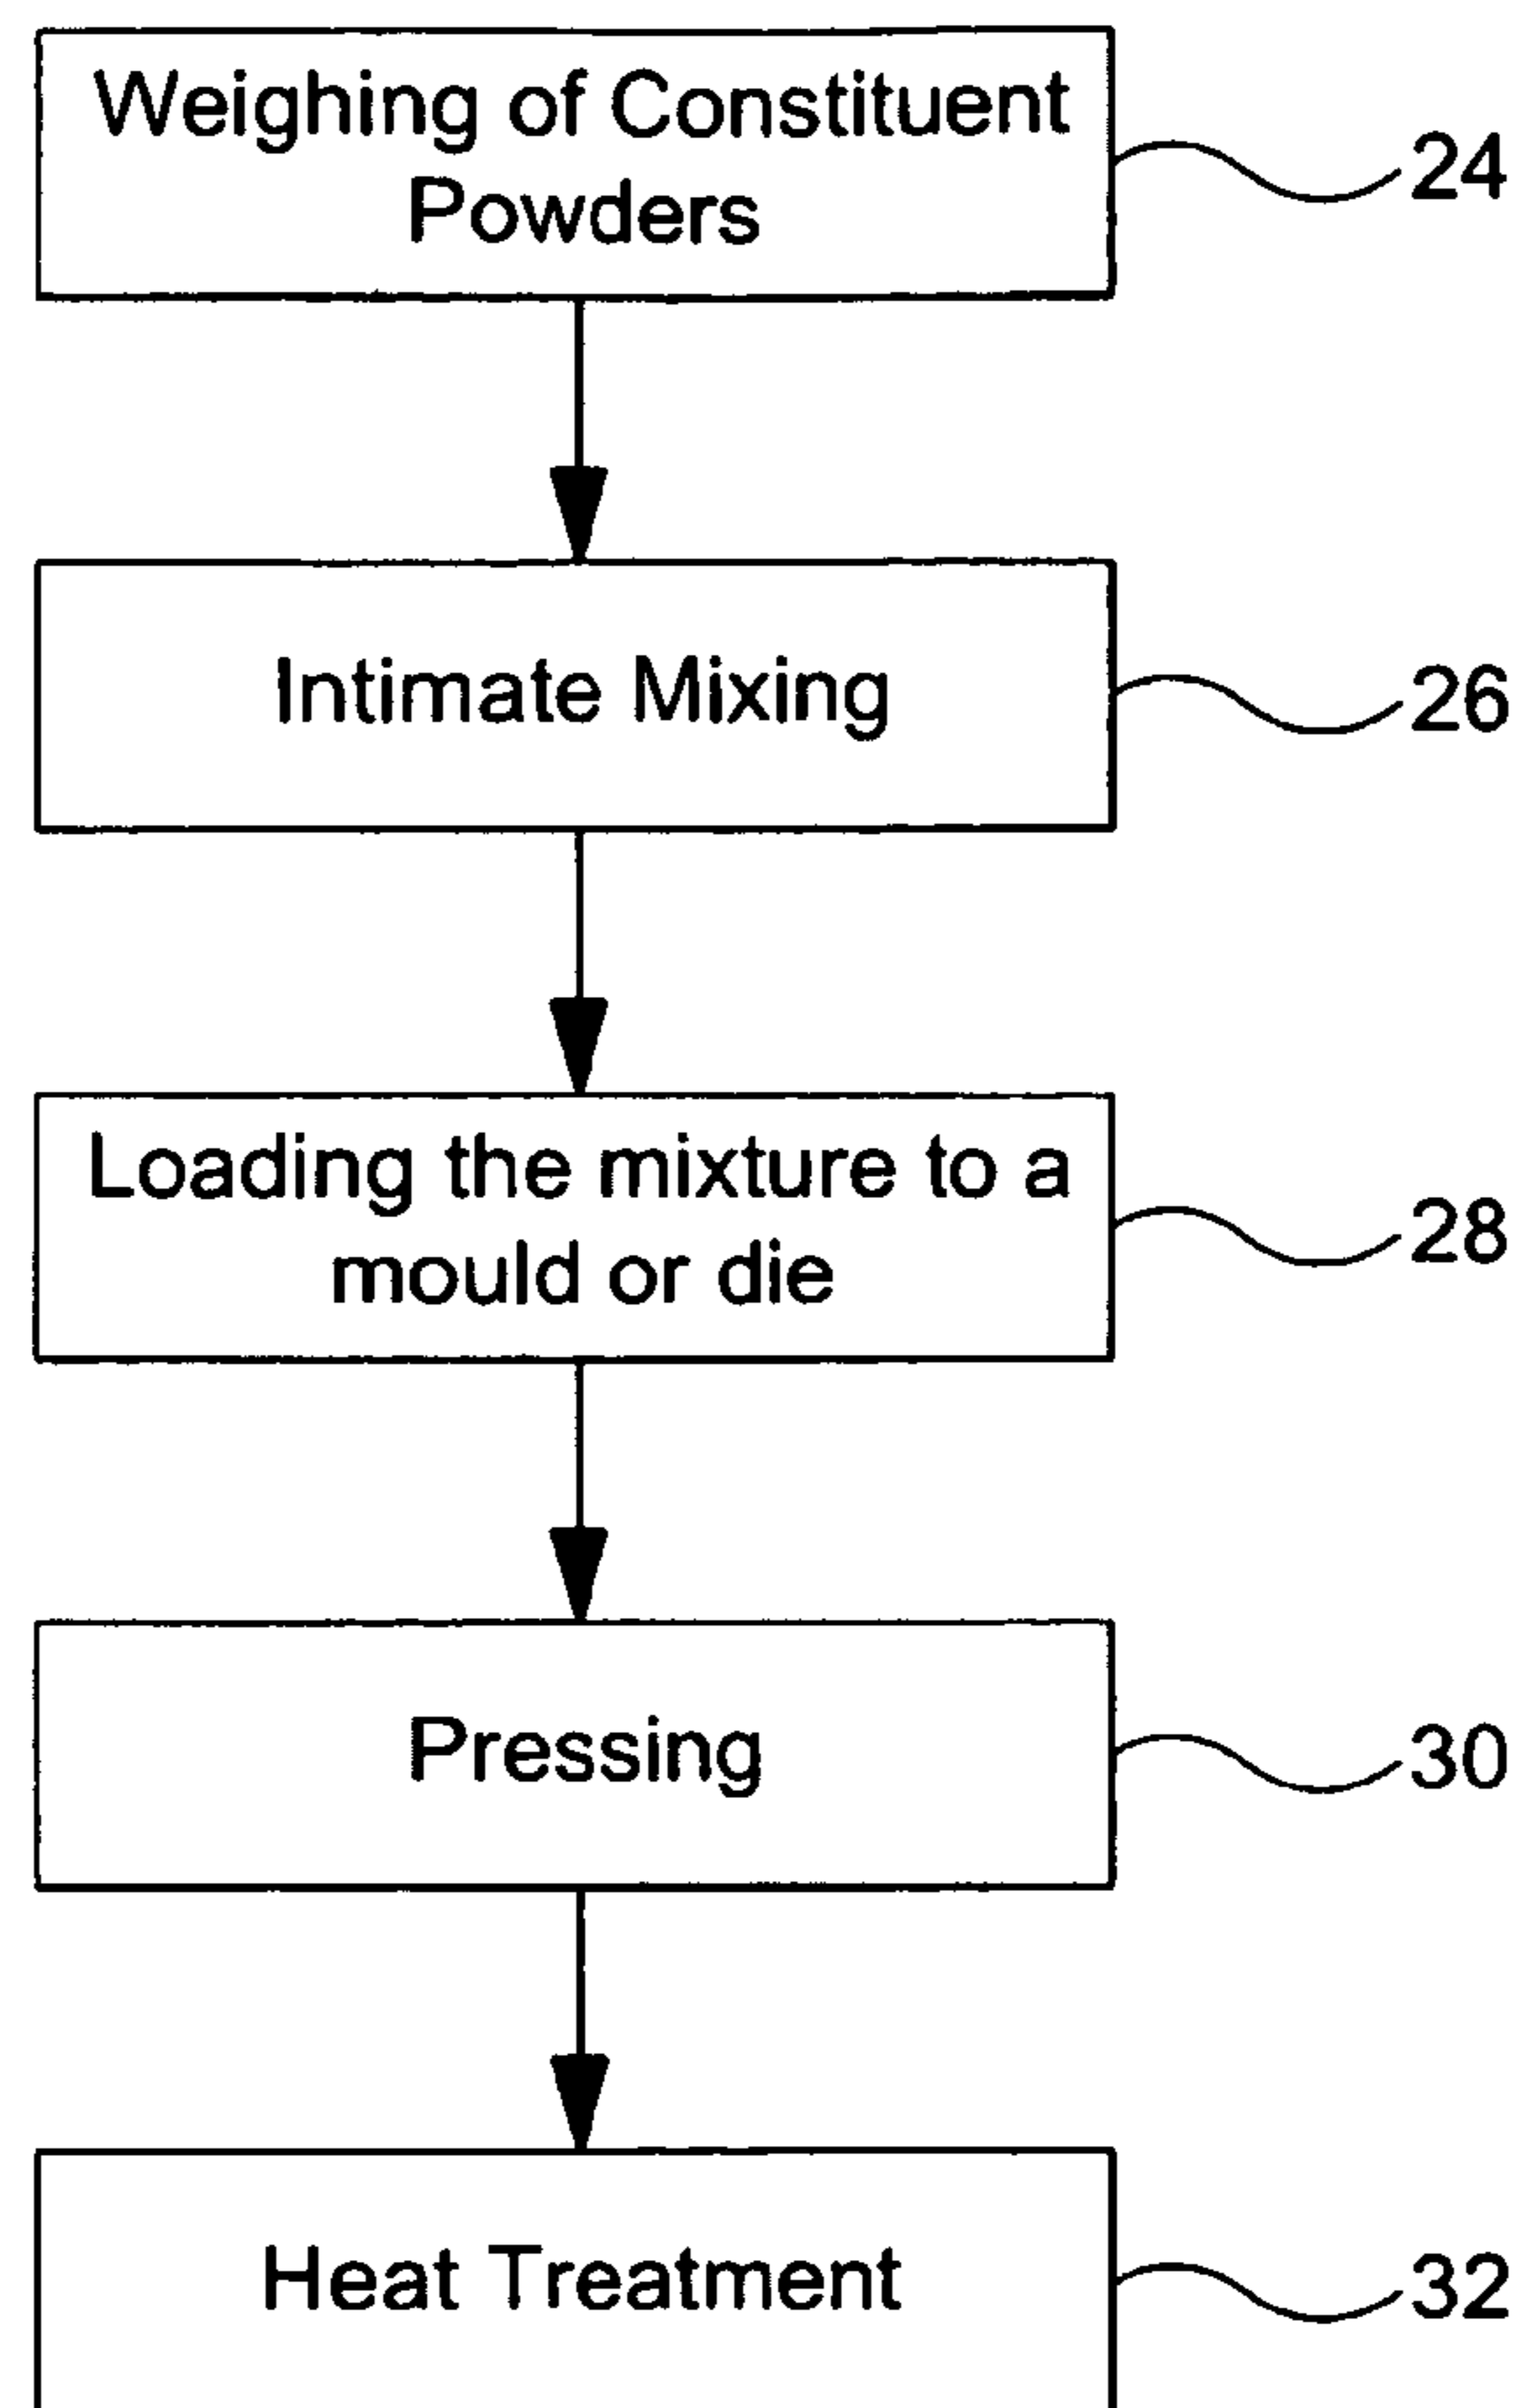 Weighing of Constituent
Powders
24
Intimate Mixing
26
Loading the mixture to a
mould or die
28
Pressing
30
Heat Treatment
32